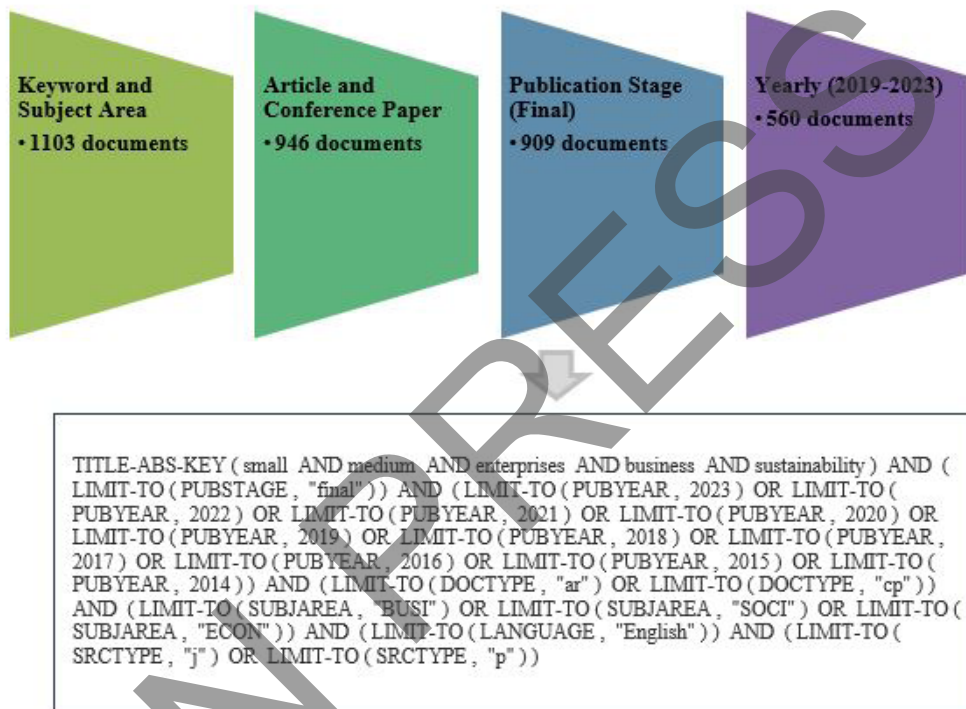 Keyword and
Subject Area
• 1103 documents
Article and
Conference Paper
• 946 documents
Publication Stage
(Final)
• 909 documents
Yearly (2019-2023)
• 560 documents
TITLE-ABS-KEY ( small AND medium AND enterprises AND business AND sustainability ) AND (
LIMIT-TO ( PUBSTAGE , "final" ) ) AND ( LIMIT-TO ( PUBYEAR , 2023 ) OR LIMIT-TO (
PUBYEAR , 2022 ) OR LIMIT-TO ( PUBYEAR , 2021 ) OR LIMIT-TO ( PUBYEAR , 2020 ) OR
LIMIT-TO ( PUBYEAR , 2019 ) OR LIMIT-TO ( PUBYEAR , 2018 ) OR LIMIT-TO ( PUBYEAR ,
2017 ) OR LIMIT-TO ( PUBYEAR , 2016 ) OR LIMIT-TO ( PUBYEAR , 2015 ) OR LIMIT-TO (
PUBYEAR , 2014 ) ) AND ( LIMIT-TO ( DOCTYPE , "ar" ) OR LIMIT-TO ( DOCTYPE , "cp" ) )
AND ( LIMIT-TO ( SUBJAREA , "BUSI" ) OR LIMIT-TO ( SUBJAREA , "SOCI" ) OR LIMIT-TO (
SUBJAREA , "ECON" ) ) AND ( LIMIT-TO ( LANGUAGE , "English" ) ) AND ( LIMIT-TO (
SRCTYPE , "j" ) OR LIMIT-TO ( SRCTYPE , "p" ) )
N PRESS